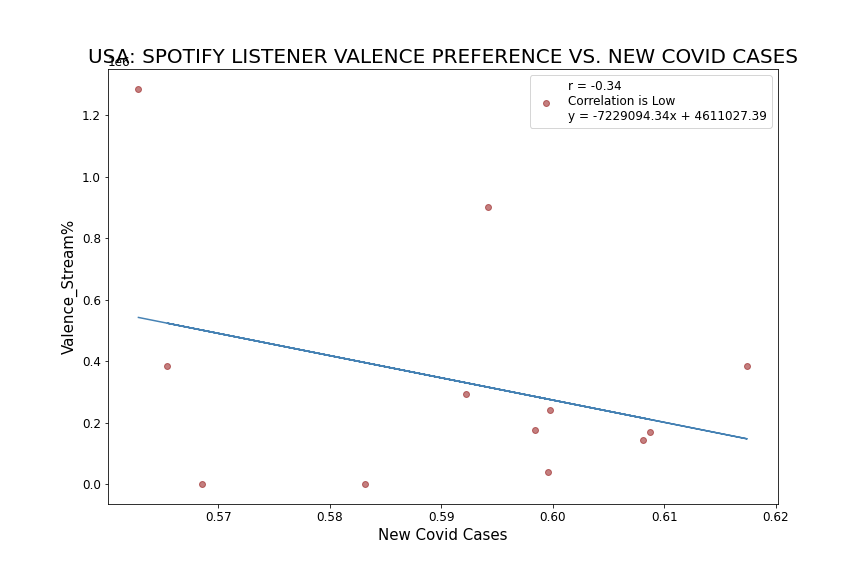 USA: SPOTIFY LISTENER VALENCE PREFERENCE VS. NEW COVID CASES
1e6
r = -0.34
Correlation is Low
y = -7229094.34x + 4611027.39
1.2
1.0
0.8
0.6
0.4
0.2
0.0
Valence_Stream%
0.57
0.58
0.59
0.60
0.61
0.62
New Covid Cases